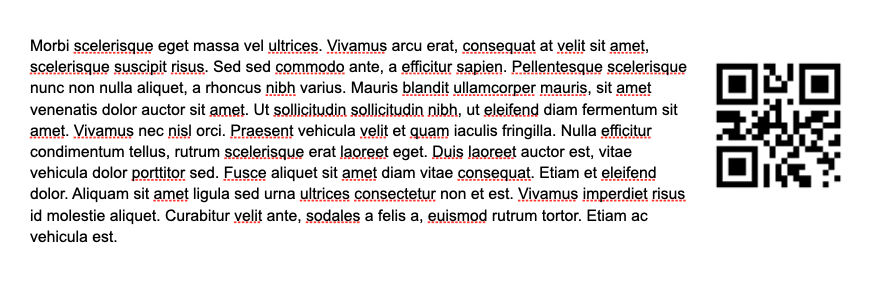 Morbi scelerisque eget massa vel ultrices. Vivamus arcu erat, consequat at velit sit amet,
scelerisque suscipit risus. Sed sed commodo ante, a efficitur sapien. Pellentesque scelerisque
nunc non nulla aliquet, a rhoncus nibh varius. Mauris blandit ullamcorper mauris, sit amet
venenatis dolor auctor sit amet. Ut sollicitudin sollicitudin nibh, ut eleifend diam fermentum sit
amet. Vivamus nec nisl orci. Praesent vehicula velit et quam iaculis fringilla. Nulla efficitur
condimentum tellus, rutrum scelerisque erat laoreet eget. Duis laoreet auctor est, vitae
vehicula dolor porttitor sed. Fusce aliquet sit amet diam vitae consequat. Etiam et eleifend
dolor. Aliquam sit amet ligula sed urna ultrices consectetur non et est. Vivamus imperdiet risus
id molestie aliquet. Curabitur velit ante, sodales a felis a, euismod rutrum tortor. Etiam ac
vehicula est.